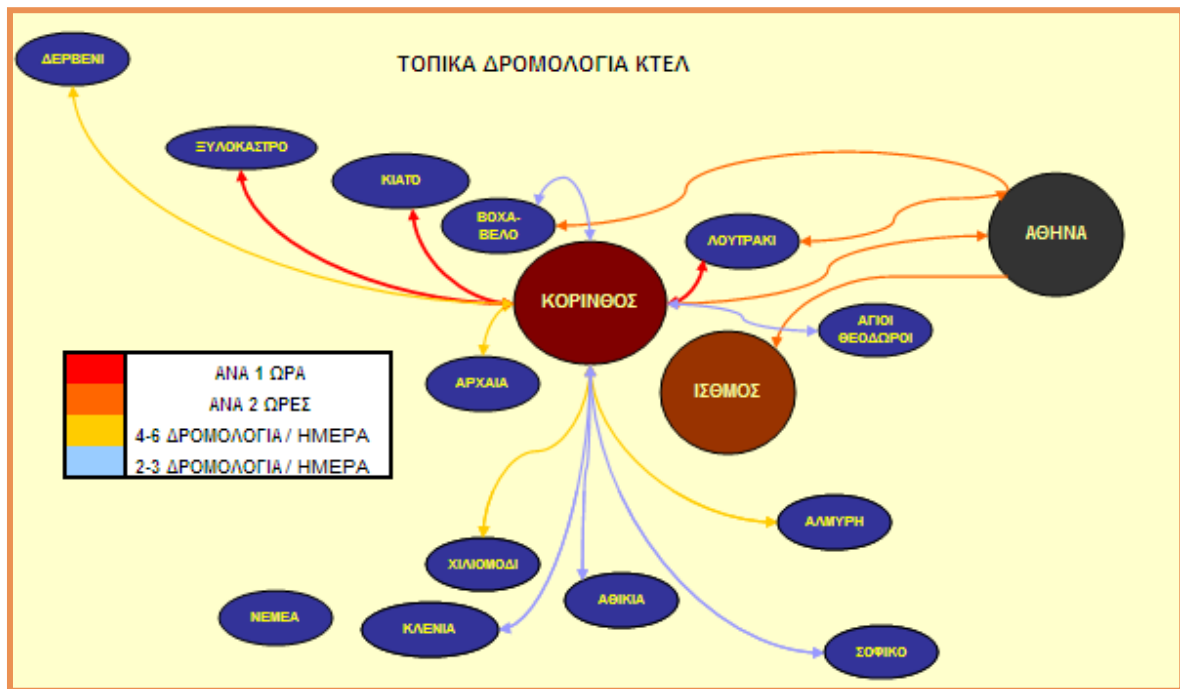 ΔΕΡΒΕΝΙ
ΤΟΠΙΚΑ ΔΡΟΜΟΛΟΓΙΑ ΚΤΕΛ
ΞΥΛΟΚΑΣΤΡΟ
ΚΙΑΤΟ
ΒΟΧΑ-
ΒΕΛΟ
ΛΟΥΤΡΑΚΙ
ΑΘΗΝΑ
ΚΟΡΙΝΘΟΣ
ΑΓΙΟΙ
ΘΕΟΔΩΡΟΙ
ΑΡΧΑΙΑ
ΙΣΘΜΟΣ
ΑΝΑ 1 ΩΡΑ
ΑΝΑ 2 ΩΡΕΣ
4-6 ΔΡΟΜΟΛΟΓΙΑ / ΗΜΕΡΑ
2-3 ΔΡΟΜΟΛΟΓΙΑ / ΗΜΕΡΑ
ΑΛΜΥΡΗ
ΧΙΛΙΟΜΟΔΙ
ΑΘΙΚΙΑ
ΝΕΜΕΑ
ΚΛΕΝΙΑ
ΣΟΦΙΚΟ